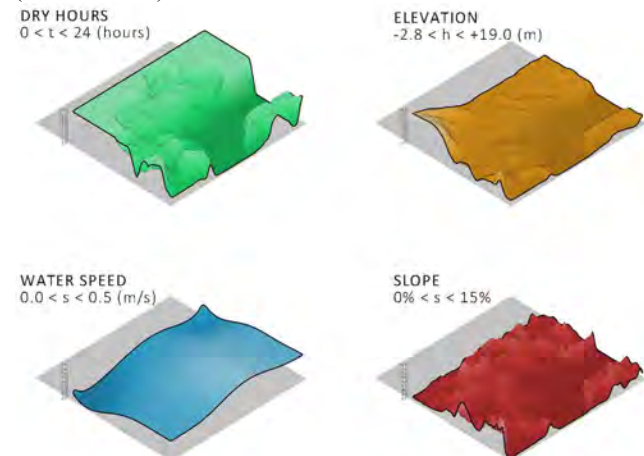 DRY HOURS
0 < t < 24 (hours)
ELEVATION
-2.8 < h < +19.0 (m)
WATER SPEED
0.0 < s < 0.5 (m/s)
SLOPE
0% < s < 15%